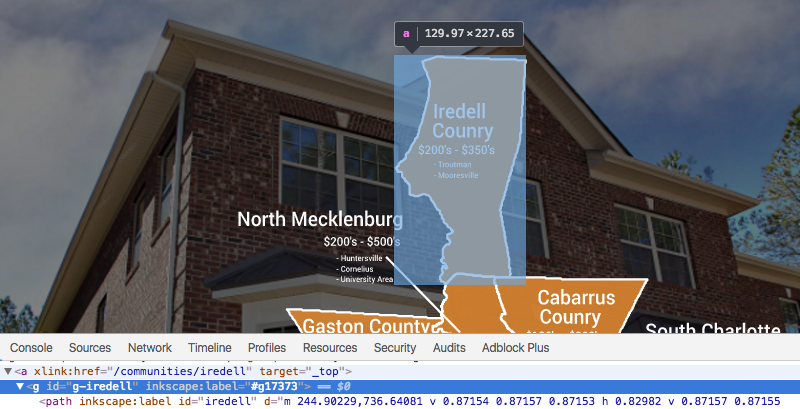 a 129.97×227.65
Iredell
Counry
$200's - $350's
- Troutman
- Mooresville
North Mecklenburg
$200's - $500's
- Huntersville
- Cornelius
- University Area
Cabarrus
Counry
Gaston County
South Charlotte
Console Sources Network Timeline Profiles Resources Security Audits Adblock Plus
▼<a xlink:href="/communities/iredell" target="_top">
▼<g id="g-iredell" inkscape:label="#g17373"> == $0
<path inkscape:label id="iredell" d="m 244.90229,736.64081 v 0.87154 0.87157 0.87153 h 0.82982 v 0.87157 0.87155